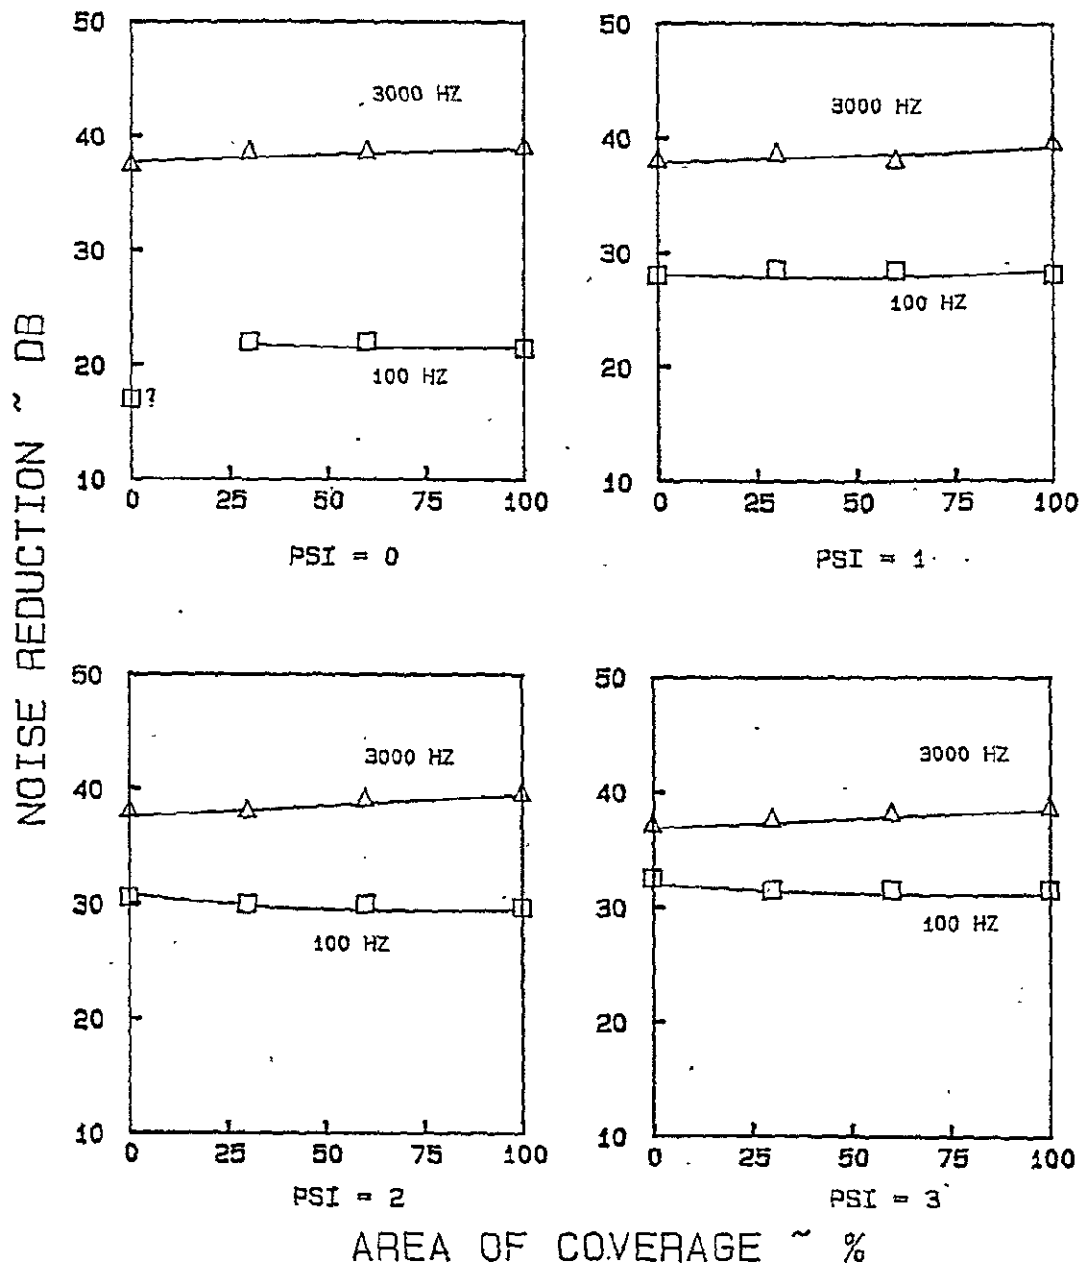 NOISE REDUCTION ~ DB
50
40
30
20
10
3000 HZ
100 HZ
?
0 25 50 75 100
PSI = 0
50
40
30
20
10
3000 HZ
100 HZ
0 25 50 75 100
PSI = 1
50
40
30
20
10
3000 HZ
100 HZ
0 25 50 75 100
PSI = 2
50
40
30
20
10
3000 HZ
100 HZ
0 25 50 75 100
PSI = 3
AREA OF COVERAGE ~ %